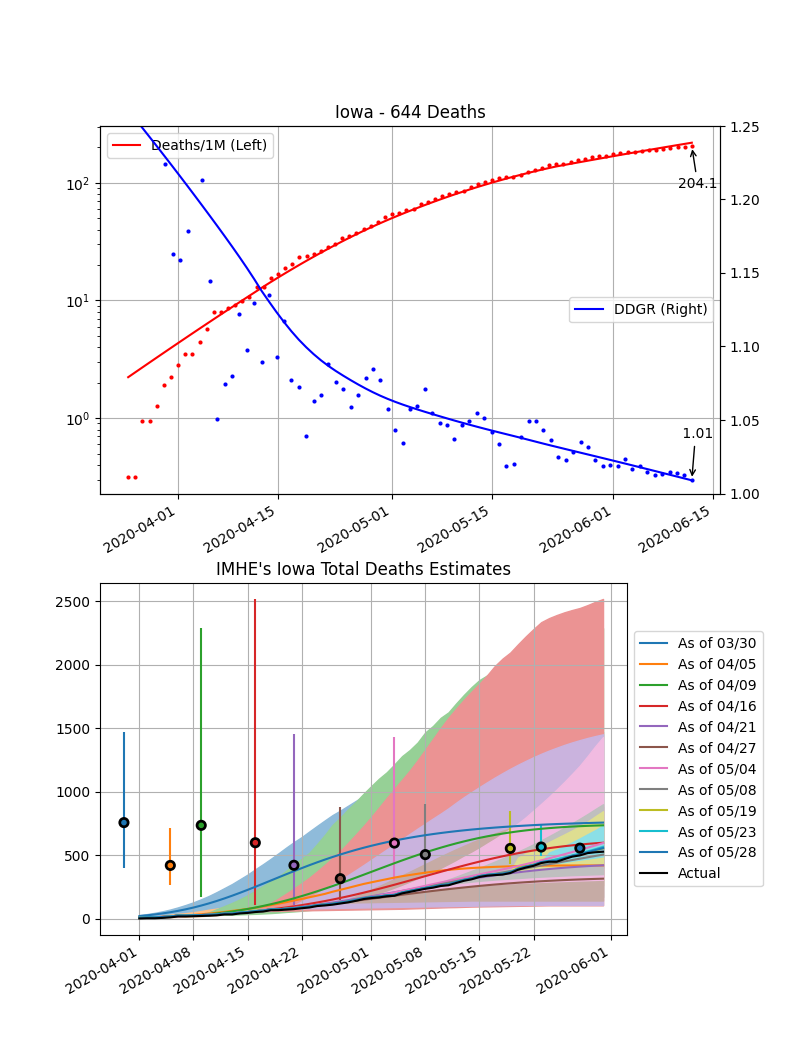 Iowa - 644 Deaths
Deaths/1M (Left)
DDGR (Right)
204.1
1.01
10²
10¹
10⁰
1.25
1.20
1.15
1.10
1.05
1.00
2020-04-01
2020-04-15
2020-05-01
2020-05-15
2020-06-01
2020-06-15
IMHE's Iowa Total Deaths Estimates
2500
2000
1500
1000
500
0
2020-04-01
2020-04-08
2020-04-15
2020-04-22
2020-05-01
2020-05-08
2020-05-15
2020-05-22
2020-06-01
As of 03/30
As of 04/05
As of 04/09
As of 04/16
As of 04/21
As of 04/27
As of 05/04
As of 05/08
As of 05/19
As of 05/23
As of 05/28
Actual